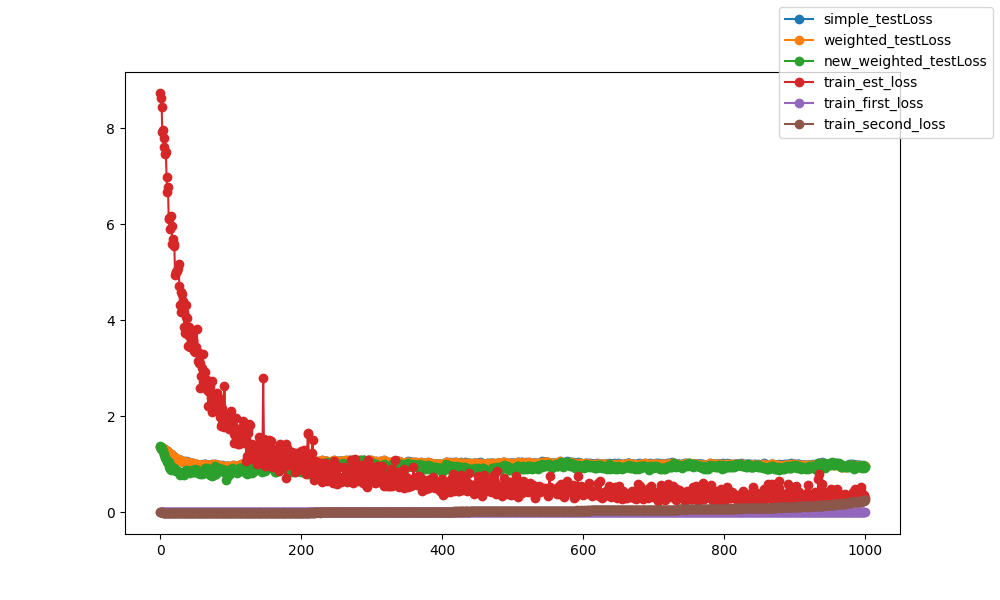 simple_testLoss
weighted_testLoss
new_weighted_testLoss
train_est_loss
train_first_loss
train_second_loss
8
6
4
2
0
0 200 400 600 800 1000